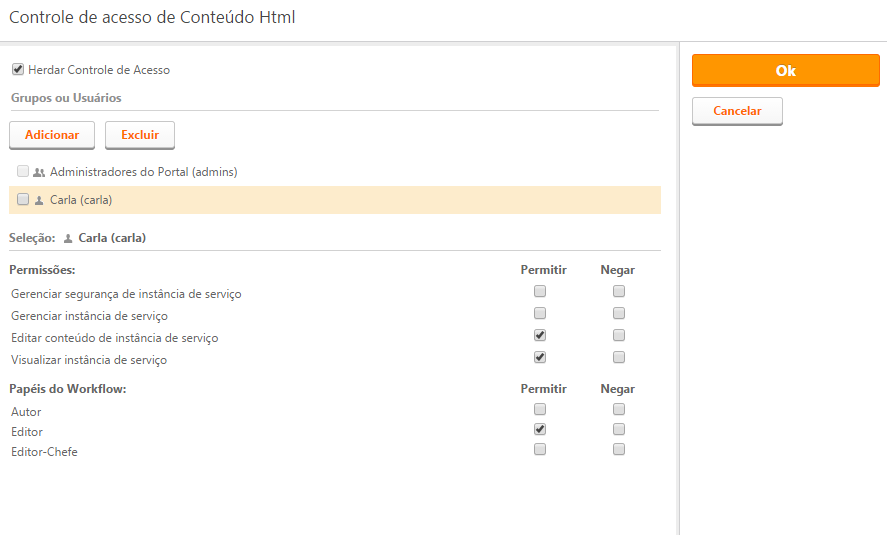 Controle de acesso de Conteúdo Html
Herdar Controle de Acesso
Grupos ou Usuários
Adicionar Excluir
Administradores do Portal (admins)
Carla (carla)
Seleção: Carla (carla)
Permissões: Permitir Negar
Gerenciar segurança de instância de serviço
Gerenciar instância de serviço
Editar conteúdo de instância de serviço
Visualizar instância de serviço
Papéis do Workflow: Permitir Negar
Autor
Editor
Editor-Chefe
Ok
Cancelar